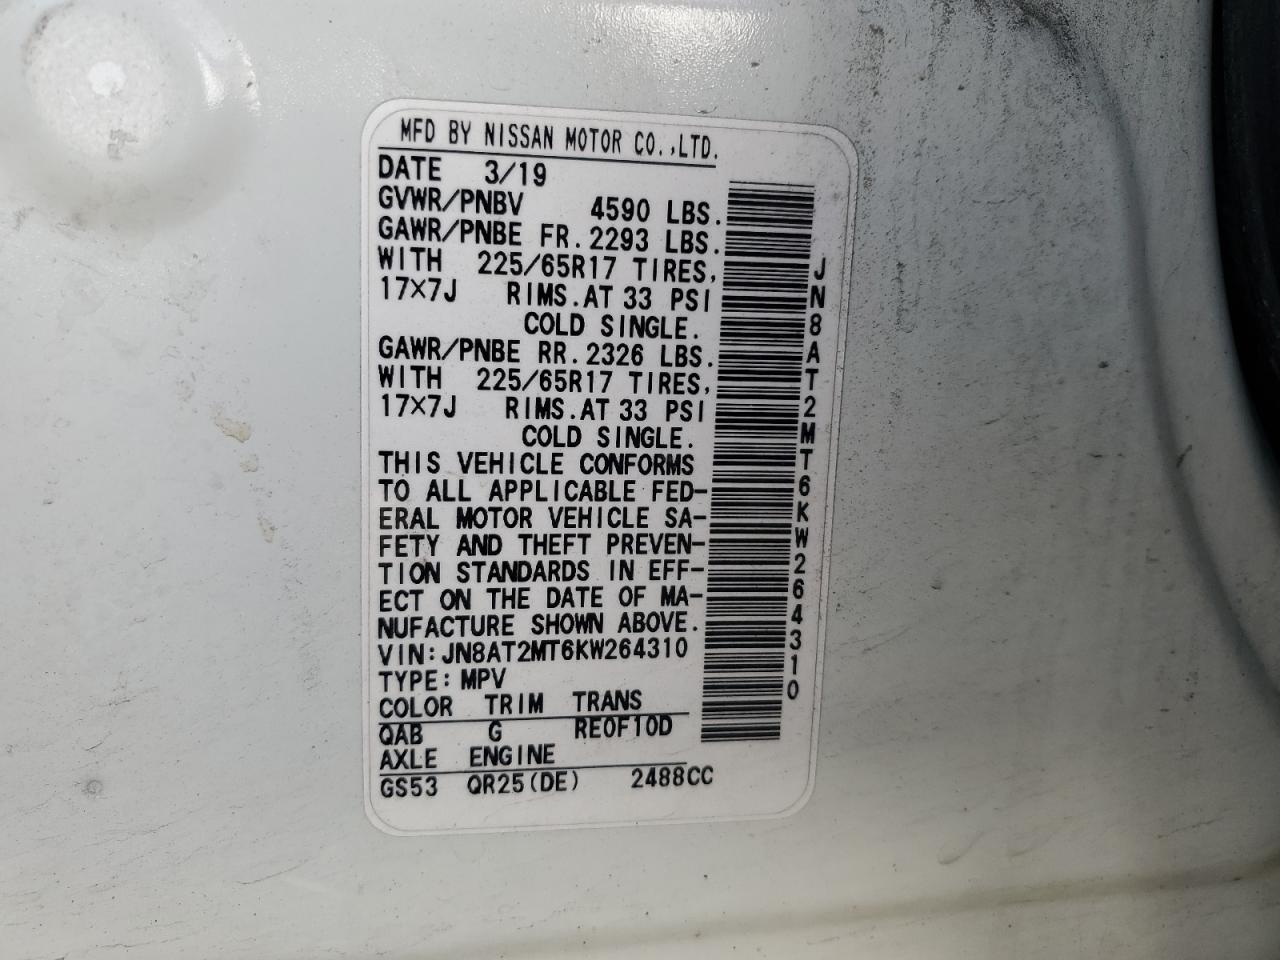 MFD BY NISSAN MOTOR CO.,LTD.
DATE 3/19
GVWR/PNBV 4590 LBS.
GAWR/PNBE FR.2293 LBS.
WITH 225/65R17 TIRES,
17×7J RIMS.AT 33 PSI
COLD SINGLE.
GAWR/PNBE RR.2326 LBS.
WITH 225/65R17 TIRES,
17×7J RIMS.AT 33 PSI
COLD SINGLE.
THIS VEHICLE CONFORMS
TO ALL APPLICABLE FED-
ERAL MOTOR VEHICLE SA-
FETY AND THEFT PREVEN-
TION STANDARDS IN EFF-
ECT ON THE DATE OF MA-
NUFACTURE SHOWN ABOVE.
VIN:JN8AT2MT6KW264310
TYPE:MPV
COLOR TRIM TRANS
QAB G RE0F10D
AXLE ENGINE
GS53 QR25(DE) 2488CC
JN8AT2MT6KW264310